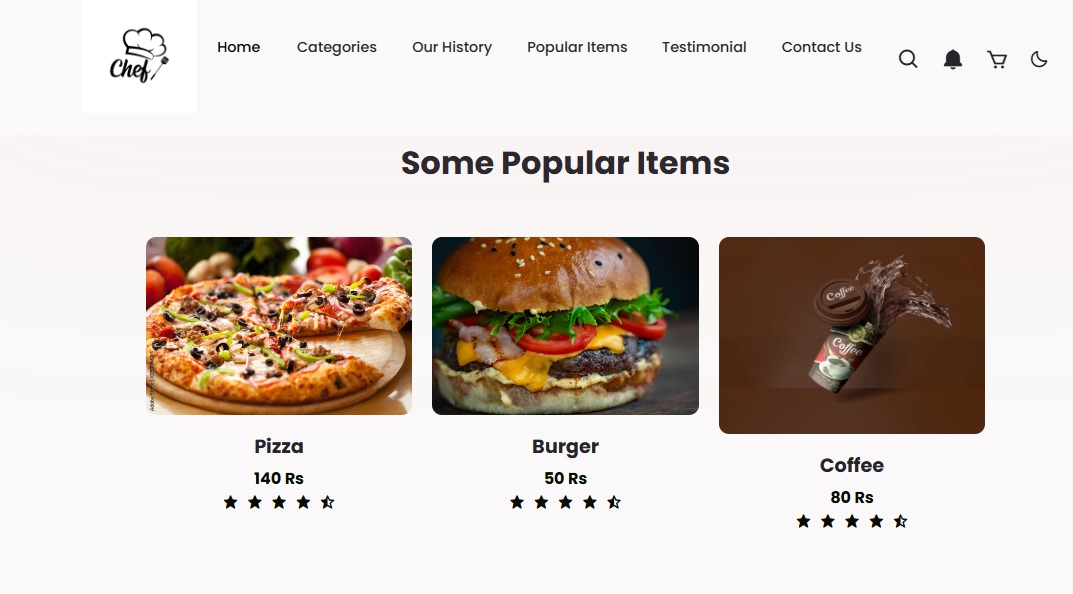 Chef
Home Categories Our History Popular Items Testimonial Contact Us
Some Popular Items
Coffee
Coffee
Pizza
140 Rs
Burger
50 Rs
Coffee
80 Rs